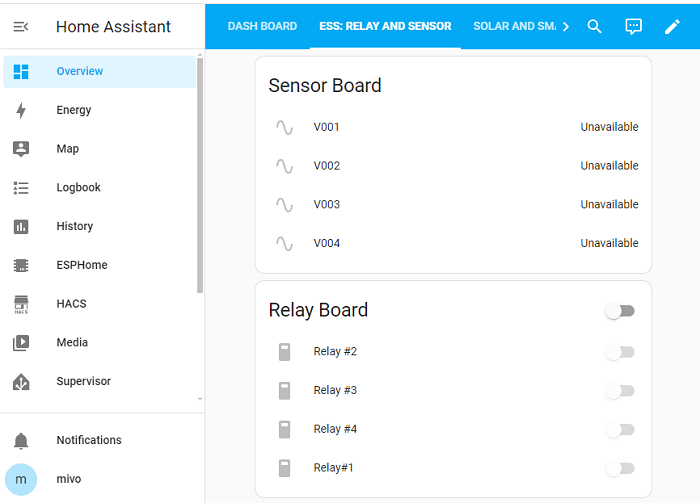 Home Assistant
DASH BOARD
ESS: RELAY AND SENSOR
SOLAR AND SM
Overview
Energy
Map
Logbook
History
ESPHome
HACS
HACS
Media
Supervisor
Notifications
m
mivo
Sensor Board
V001 Unavailable
V002 Unavailable
V003 Unavailable
V004 Unavailable
Relay Board
Relay #2
Relay #3
Relay #4
Relay#1